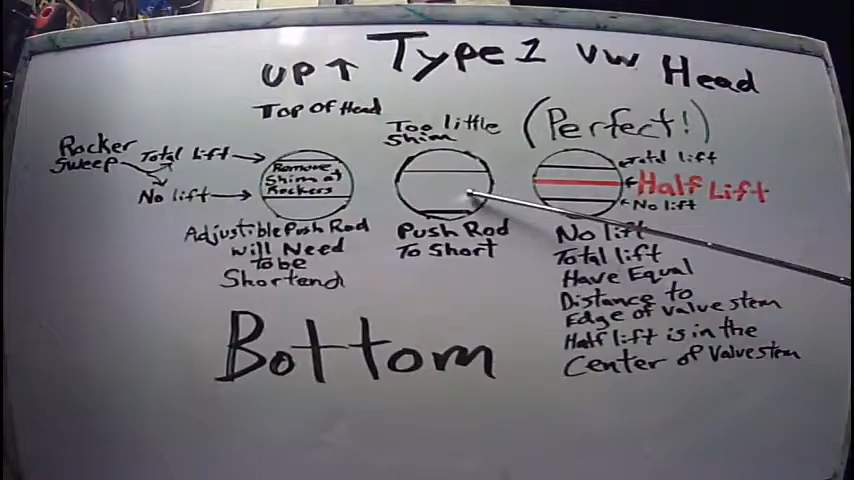 UP↑ Type 1 VW Head
Top Of Head
Rocker
Sweep
Total lift
No lift
Remove
Shim at
Rockers
Adjustible Push Rod
Will Need
To be
Shortend
Too little
Shim
Push Rod
To Short
(Perfect!)
Total lift
Half Lift
No lift
No lift
Total lift
Have Equal
Distance to
Edge of valve stem
Half lift is in the
Center of Valve stem
Bottom